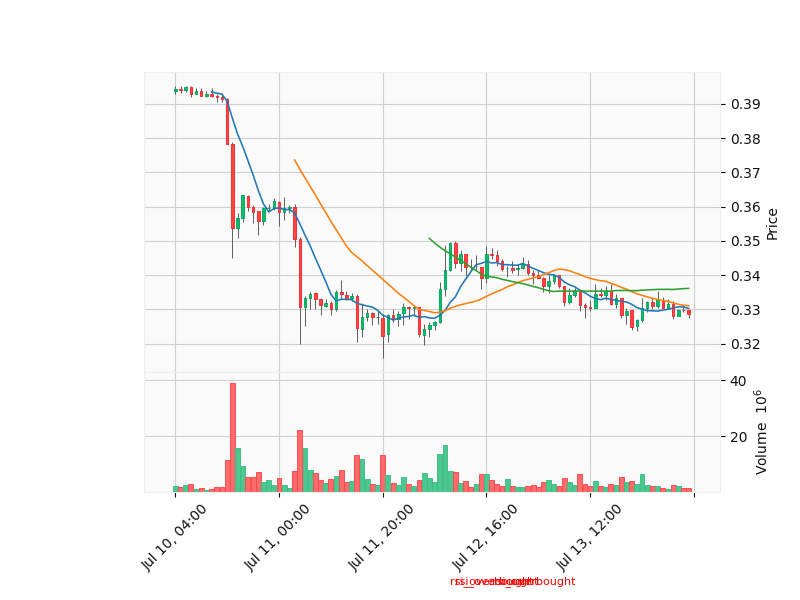 0.39
0.38
0.37
0.36
0.35
0.34
0.33
0.32
Price
40
20
Volume 10⁶
Jul 10, 04:00
Jul 11, 00:00
Jul 11, 20:00
Jul 12, 16:00
Jul 13, 12:00